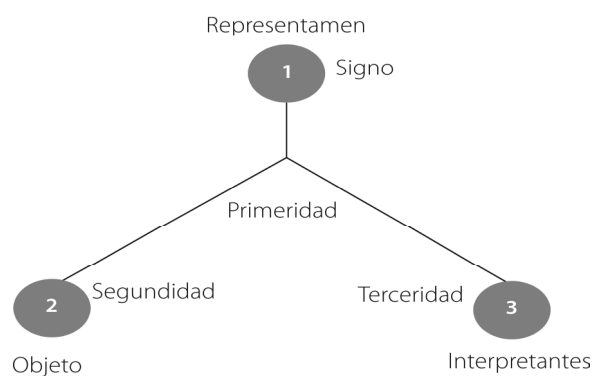 Representamen
1
Signo
Primeridad
2
Segundidad
Terceridad
3
Objeto
Interpretantes